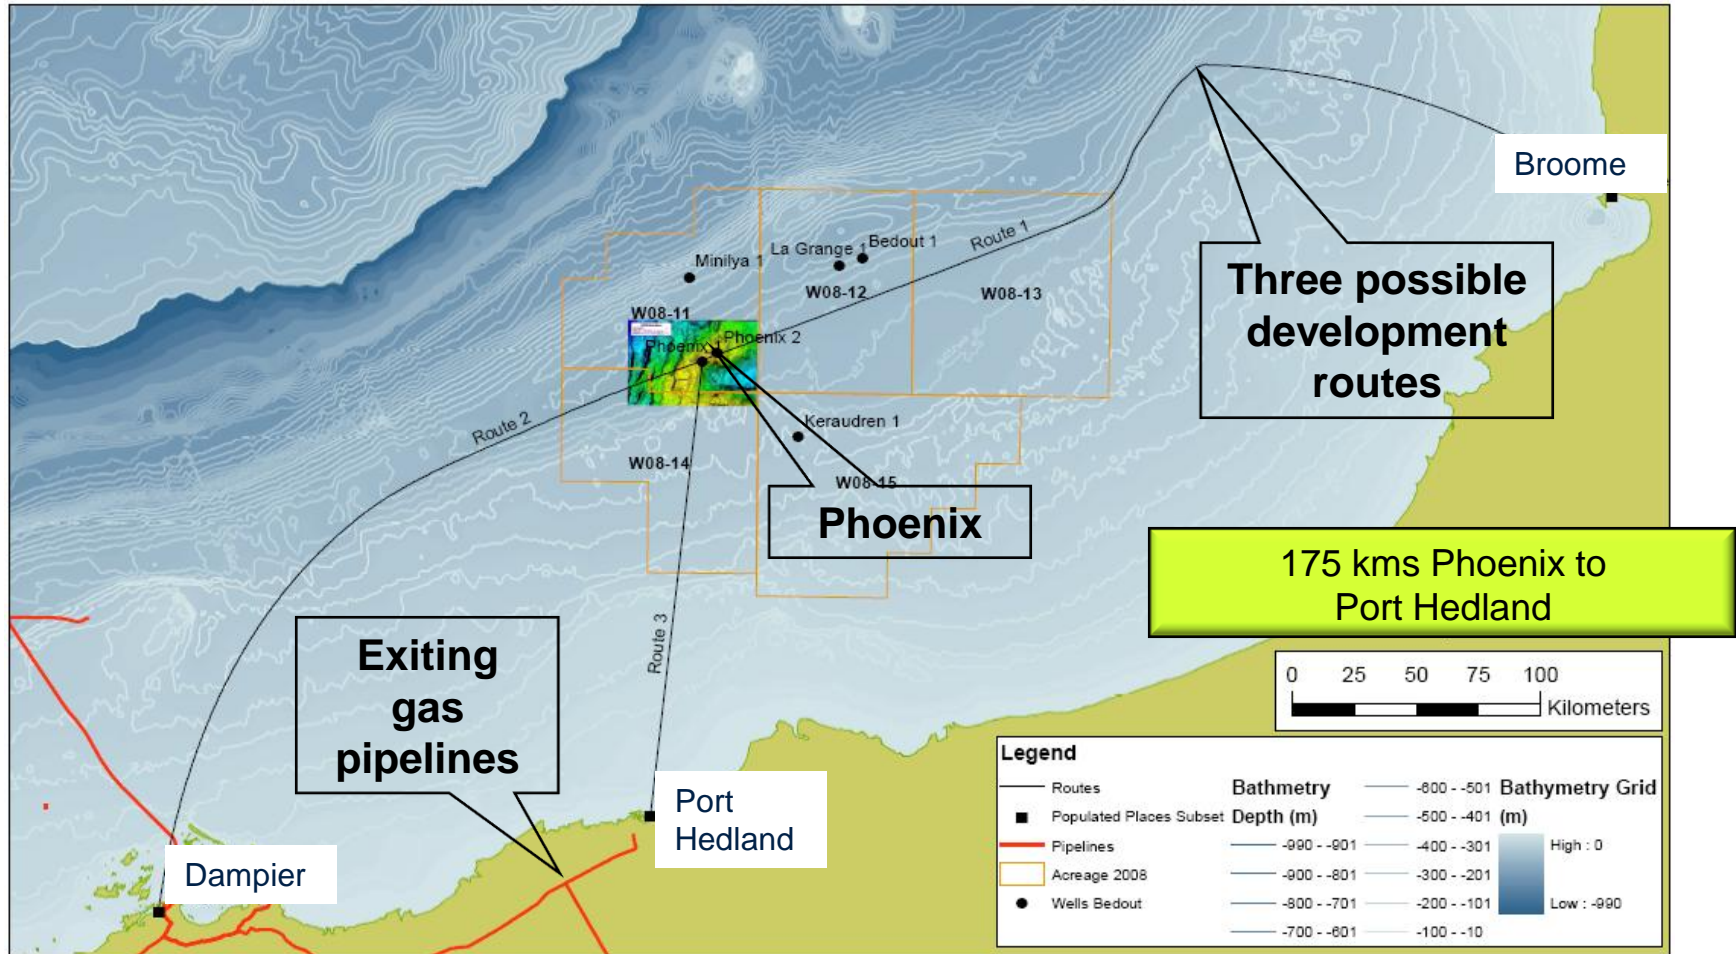 Broome
Route 1
La Grange 1
Bedout 1
Minilya 1
W08-12
W08-13
W08-11
Phoenix 2
Phoenix 1
Three possible
development
routes
Route 2
Keraudren 1
W08-14
W08-15
Phoenix
175 kms Phoenix to
Port Hedland
Route 3
Exiting
gas
pipelines
Port
Hedland
Dampier
0 25 50 75 100
Kilometers
Legend
Routes
Populated Places Subset
Pipelines
Acreage 2008
Wells Bedout
Bathmetry
Depth (m)
-990 - -901
-900 - -801
-800 - -701
-700 - -601
-600 - -501
-500 - -401
-400 - -301
-300 - -201
-200 - -101
-100 - -10
Bathymetry Grid
(m)
High : 0
Low : -990